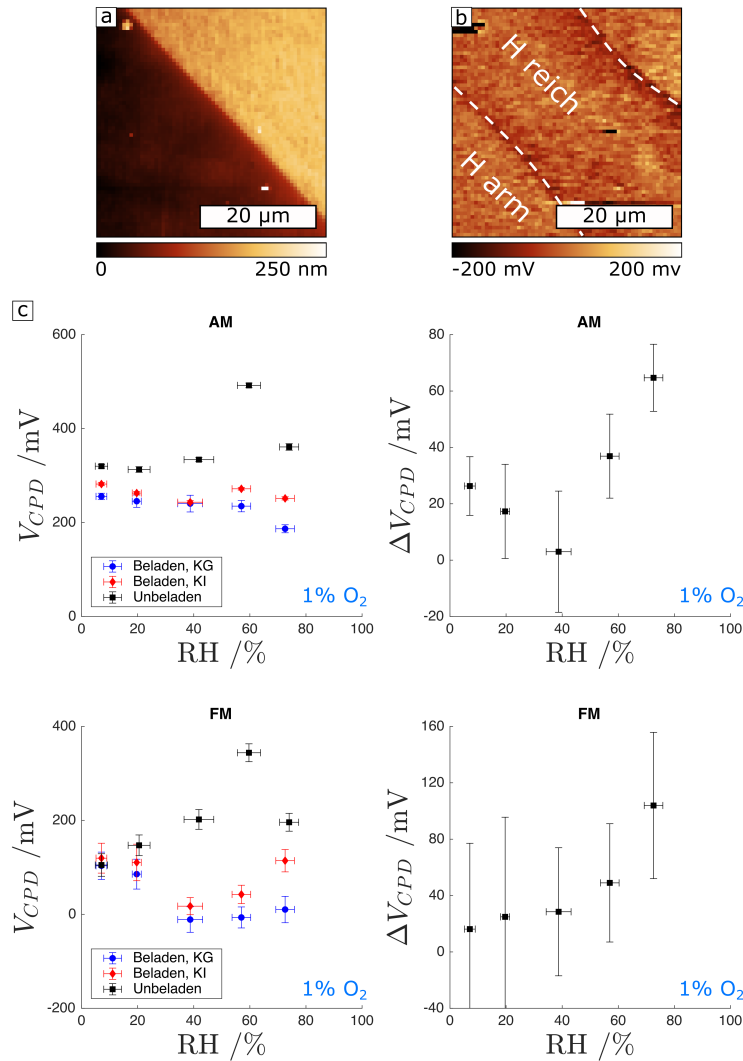 a
20 µm
0 250 nm
b
H reich
H arm
20 µm
-200 mV 200 mv
c
AM
V_CPD /mV
600
400
200
0
Beladen, KG
Beladen, KI
Unbeladen
1% O₂
0 20 40 60 80 100
RH /%
AM
ΔV_CPD /mV
80
60
40
20
0
-20
1% O₂
0 20 40 60 80 100
RH /%
FM
V_CPD /mV
400
200
0
-200
Beladen, KG
Beladen, KI
Unbeladen
1% O₂
0 20 40 60 80 100
RH /%
FM
ΔV_CPD /mV
160
120
80
40
0
-40
1% O₂
0 20 40 60 80 100
RH /%